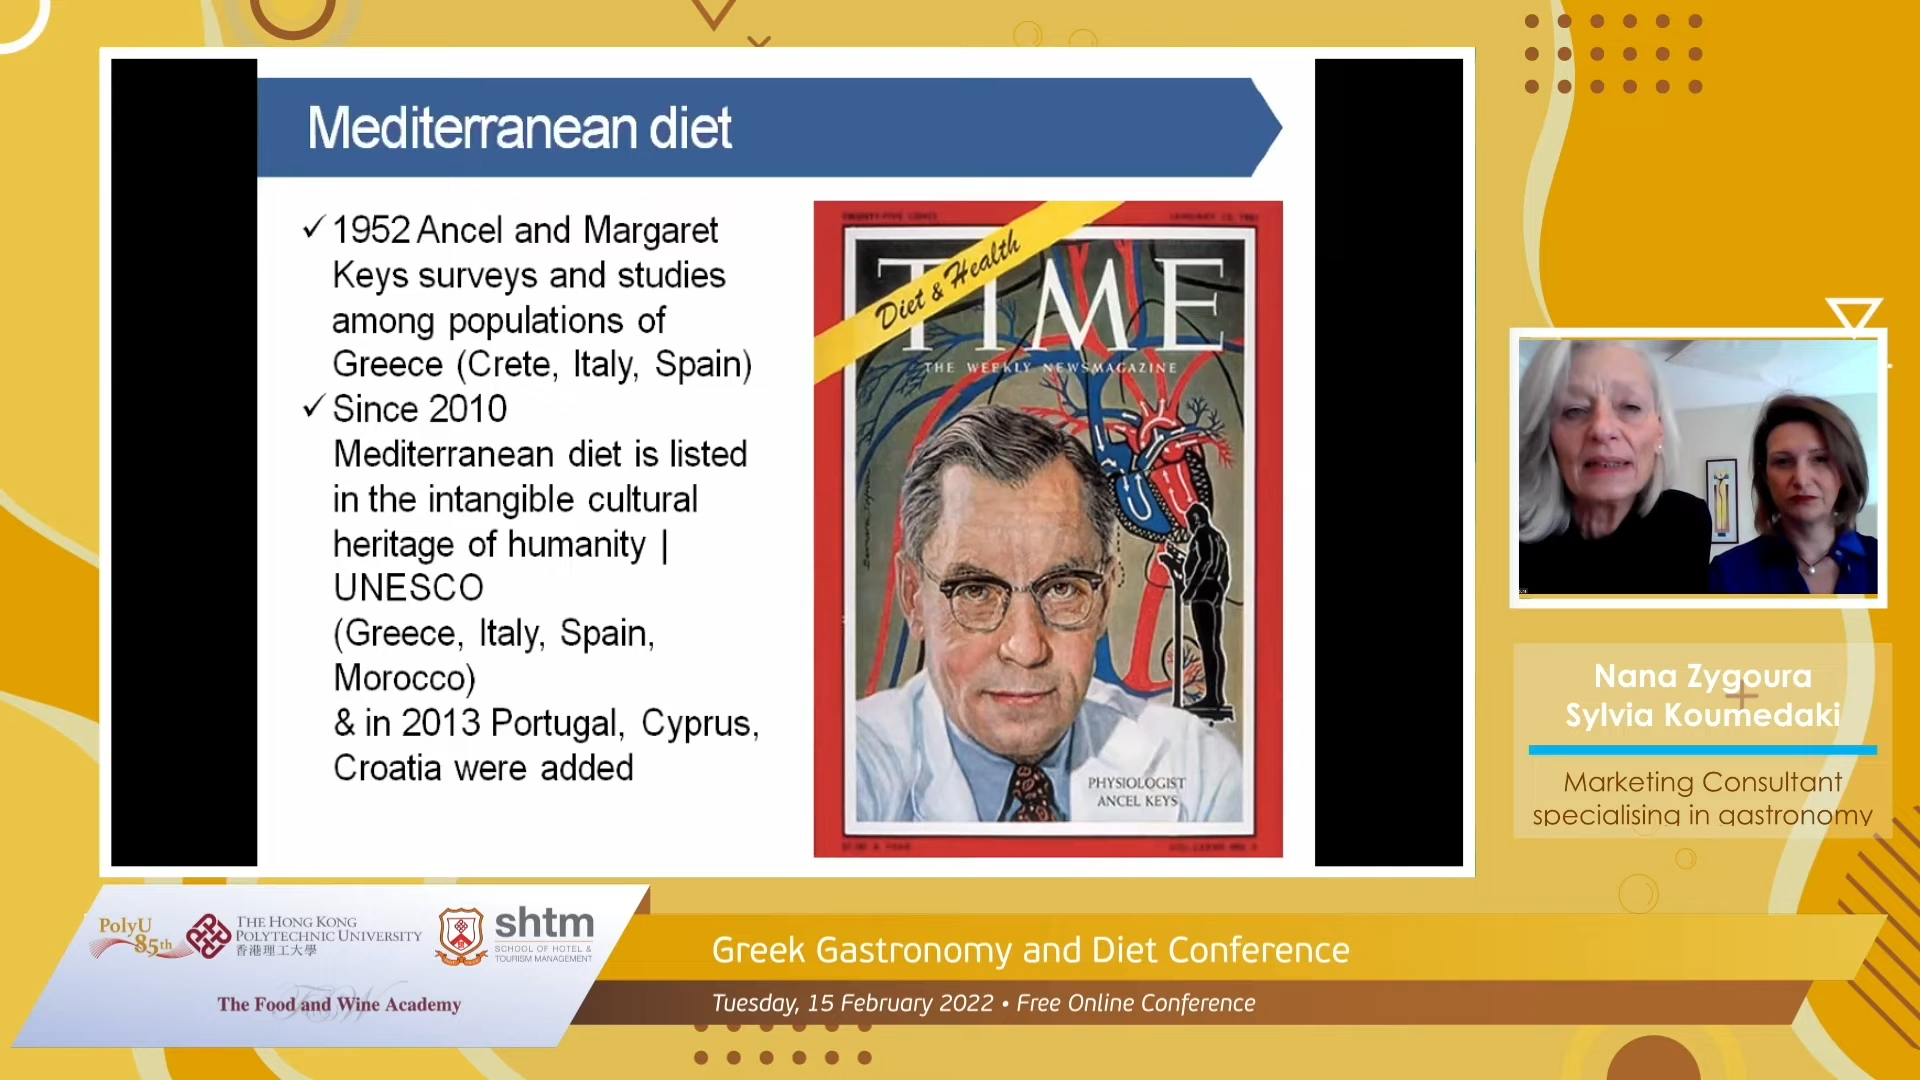 Mediterranean diet
✓ 1952 Ancel and Margaret
Keys surveys and studies
among populations of
Greece (Crete, Italy, Spain)
✓ Since 2010
Mediterranean diet is listed
in the intangible cultural
heritage of humanity |
UNESCO
(Greece, Italy, Spain,
Morocco)
& in 2013 Portugal, Cyprus,
Croatia were added
Diet & Health
TIME
THE WEEKLY NEWSMAGAZINE
PHYSIOLOGIST
ANCEL KEYS
Nana Zygoura
Sylvia Koumedaki
Marketing Consultant
specialising in gastronomy
PolyU
85th
THE HONG KONG
POLYTECHNIC UNIVERSITY
香港理工大學
shtm
SCHOOL OF HOTEL &
TOURISM MANAGEMENT
The Food and Wine Academy
Greek Gastronomy and Diet Conference
Tuesday, 15 February 2022 • Free Online Conference